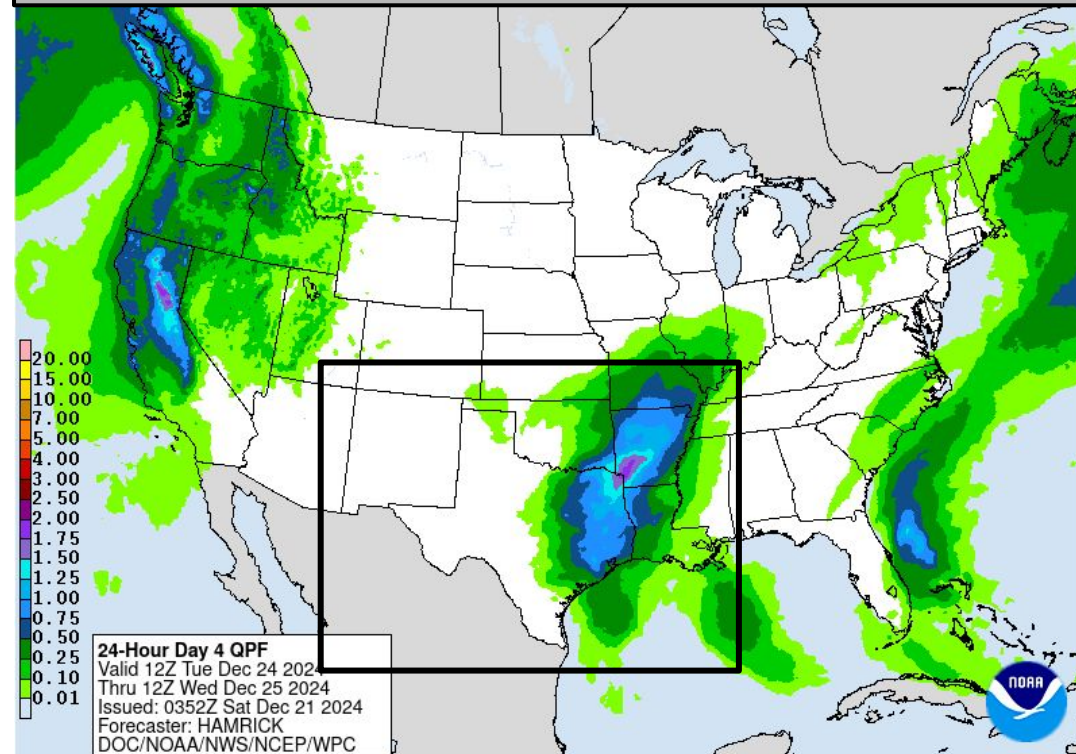 20.00
15.00
10.00
7.00
5.00
4.00
3.00
2.50
2.00
1.75
1.50
1.25
1.00
0.75
0.50
0.25
0.10
0.01
24-Hour Day 4 QPF
Valid 12Z Tue Dec 24 2024
Thru 12Z Wed Dec 25 2024
Issued: 0352Z Sat Dec 21 2024
Forecaster: HAMRICK
DOC/NOAA/NWS/NCEP/WPC
NOAA